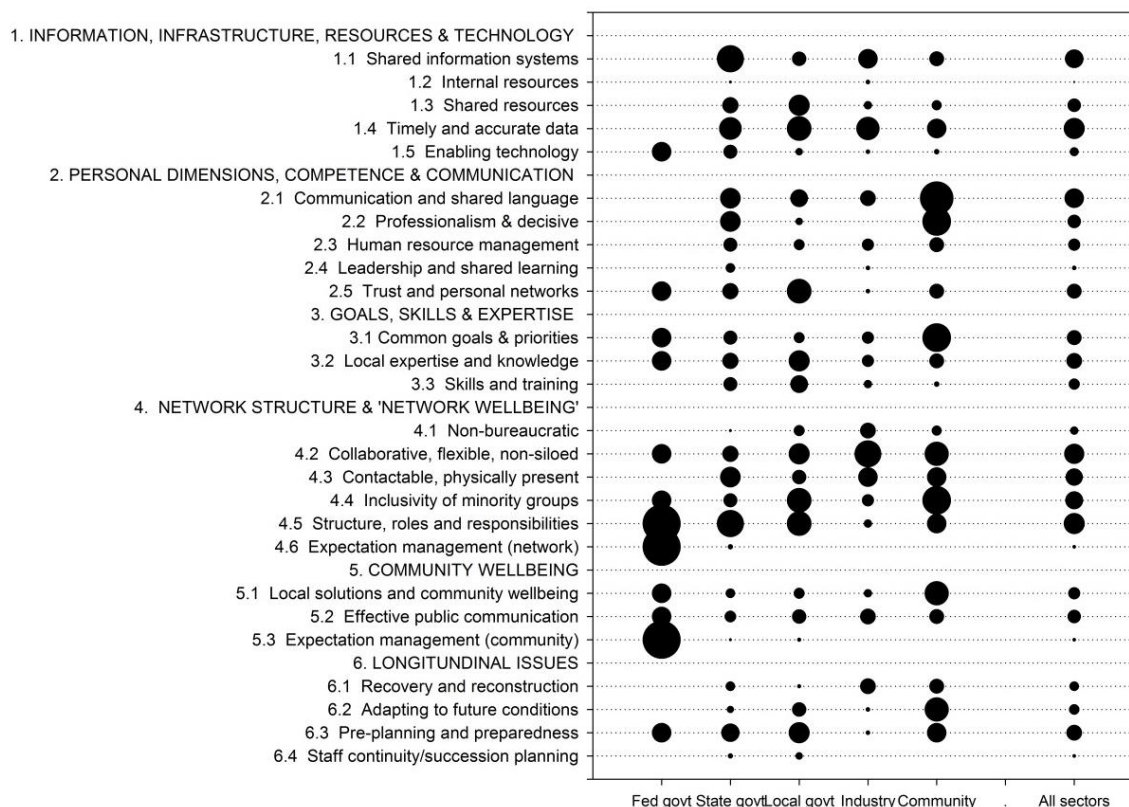 1. INFORMATION, INFRASTRUCTURE, RESOURCES & TECHNOLOGY
1.1 Shared information systems
1.2 Internal resources
1.3 Shared resources
1.4 Timely and accurate data
1.5 Enabling technology
2. PERSONAL DIMENSIONS, COMPETENCE & COMMUNICATION
2.1 Communication and shared language
2.2 Professionalism & decisive
2.3 Human resource management
2.4 Leadership and shared learning
2.5 Trust and personal networks
3. GOALS, SKILLS & EXPERTISE
3.1 Common goals & priorities
3.2 Local expertise and knowledge
3.3 Skills and training
4. NETWORK STRUCTURE & 'NETWORK WELLBEING'
4.1 Non-bureaucratic
4.2 Collaborative, flexible, non-siloed
4.3 Contactable, physically present
4.4 Inclusivity of minority groups
4.5 Structure, roles and responsibilities
4.6 Expectation management (network)
5. COMMUNITY WELLBEING
5.1 Local solutions and community wellbeing
5.2 Effective public communication
5.3 Expectation management (community)
6. LONGITUNDINAL ISSUES
6.1 Recovery and reconstruction
6.2 Adapting to future conditions
6.3 Pre-planning and preparedness
6.4 Staff continuity/succession planning
Fed govt State govt Local govt Industry Community . All sectors